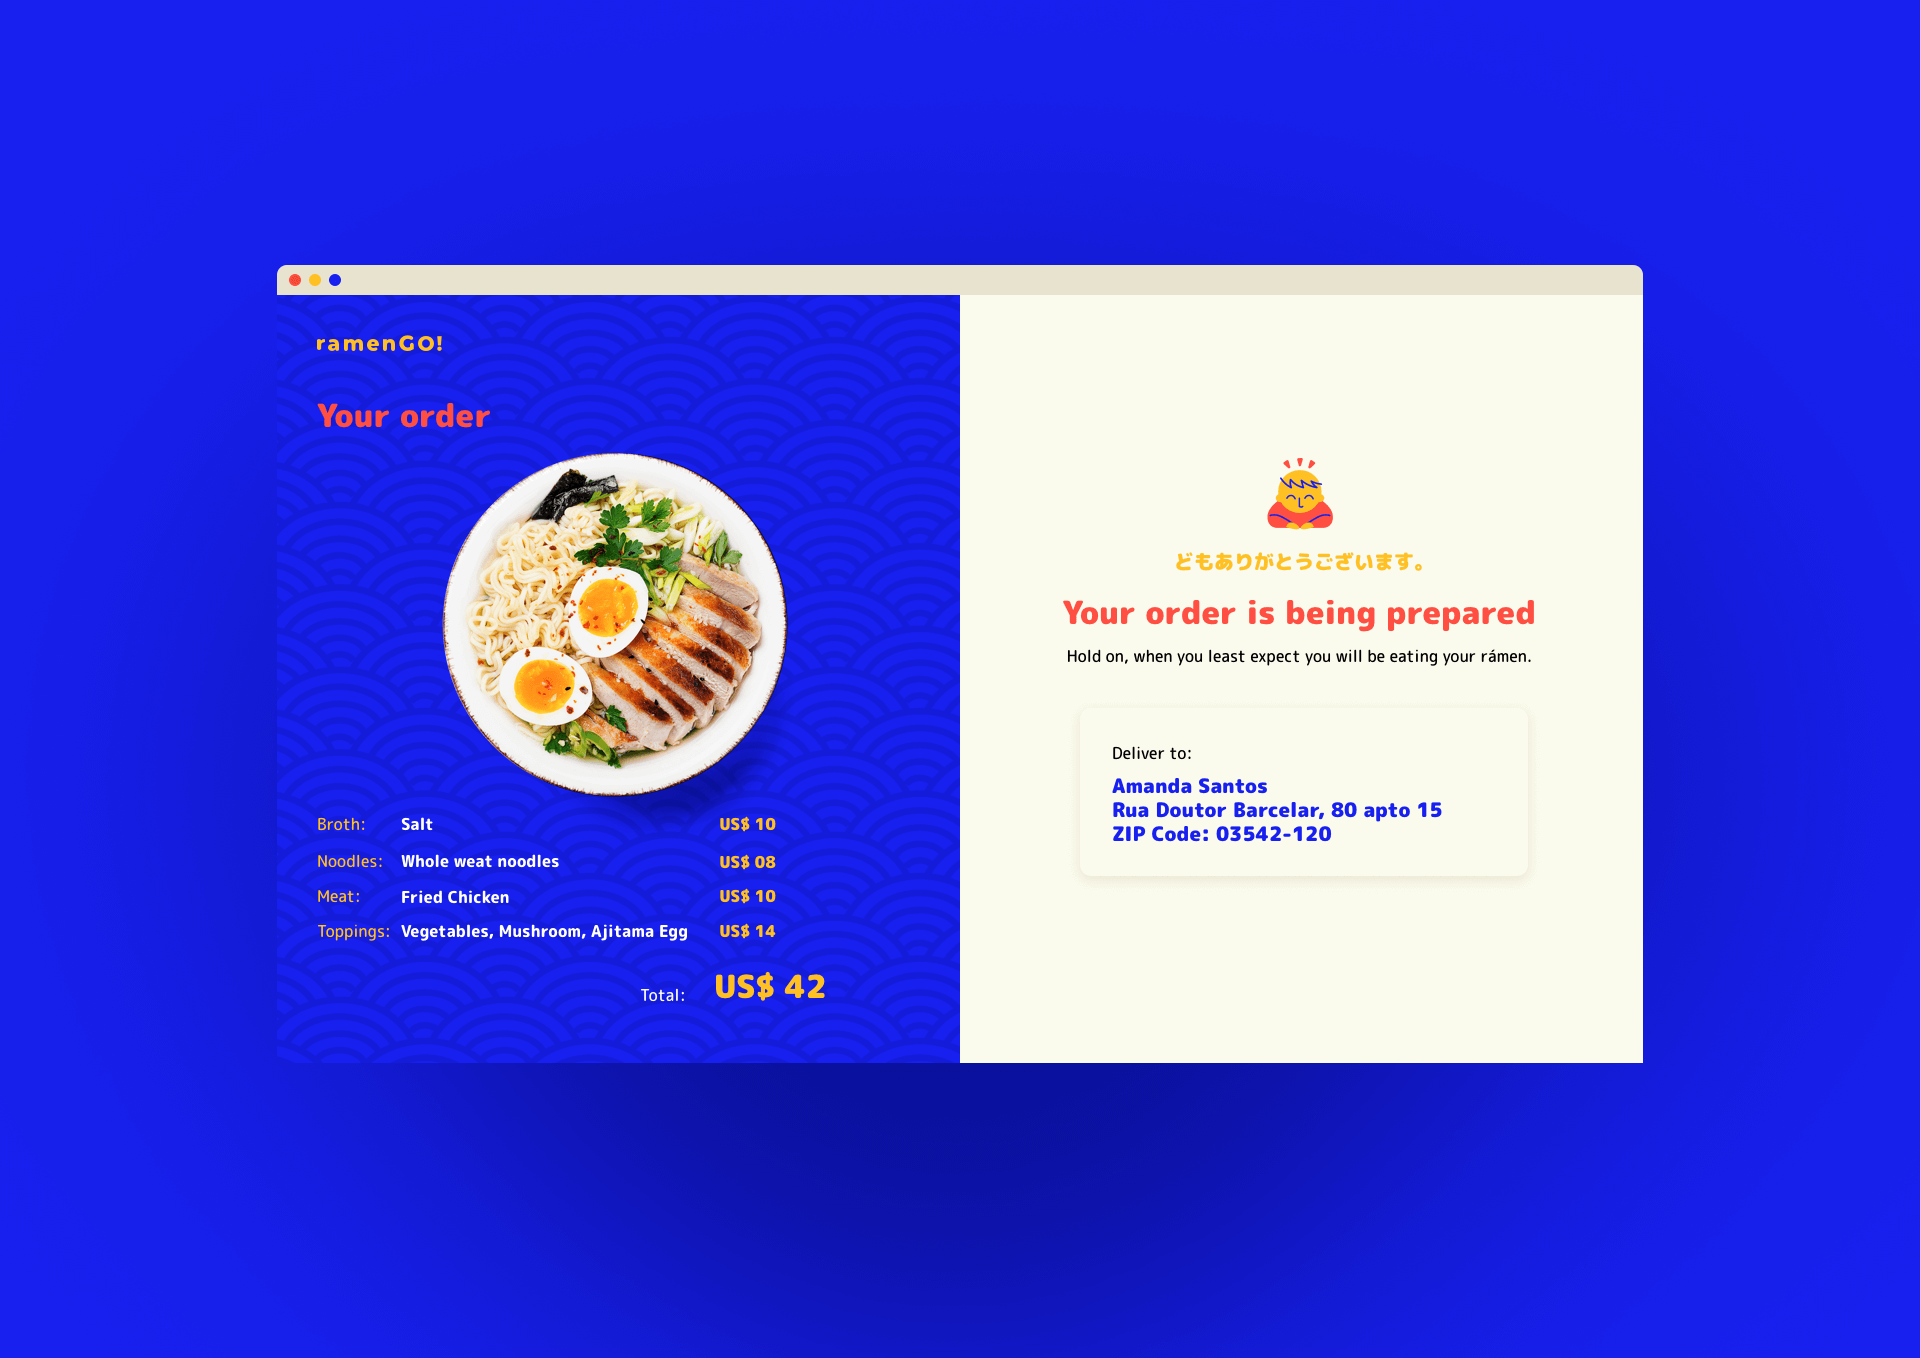 ramenGO!
Your order
Broth: Salt US$ 10
Noodles: Whole weat noodles US$ 08
Meat: Fried Chicken US$ 10
Toppings: Vegetables, Mushroom, Ajitama Egg US$ 14
Total: US$ 42
どもありがとうございます。
Your order is being prepared
Hold on, when you least expect you will be eating your rámen.
Deliver to:
Amanda Santos
Rua Doutor Barcelar, 80 apto 15
ZIP Code: 03542-120